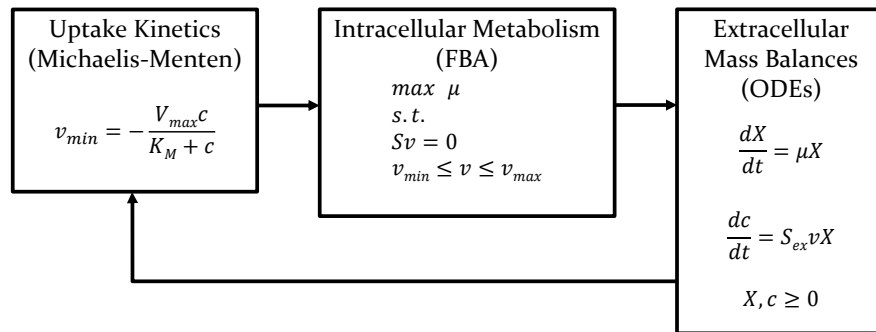 Uptake Kinetics
(Michaelis-Menten)
v_min = − V_max c / (K_M + c)
Intracellular Metabolism
(FBA)
max μ
s.t.
Sv = 0
v_min ≤ v ≤ v_max
Extracellular
Mass Balances
(ODEs)
dX/dt = μX
dc/dt = S_ex vX
X, c ≥ 0